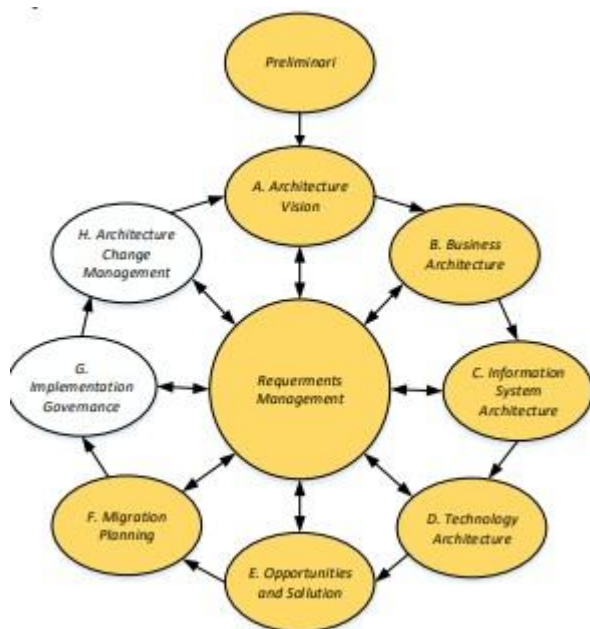 Preliminari
A. Architecture
Vision
H. Architecture
Change
Management
B. Business
Architecture
G.
Implementation
Governance
Requerments
Management
C. Information
System
Architecture
F. Migration
Planning
D. Technology
Architecture
E. Opportunities
and Sollution